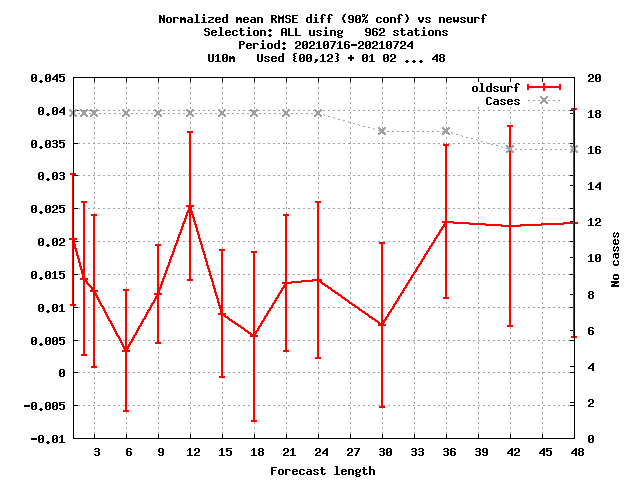 Normalized mean RMSE diff (90% conf) vs newsurf
Selection: ALL using   962 stations
Period: 20210716-20210724
U10m   Used {00,12} + 01 02 ... 48
oldsurf
Cases
0.045
0.04
0.035
0.03
0.025
0.02
0.015
0.01
0.005
0
-0.005
-0.01
20
18
16
14
12
10
8
6
4
2
0
No cases
3 6 9 12 15 18 21 24 27 30 33 36 39 42 45 48
Forecast length